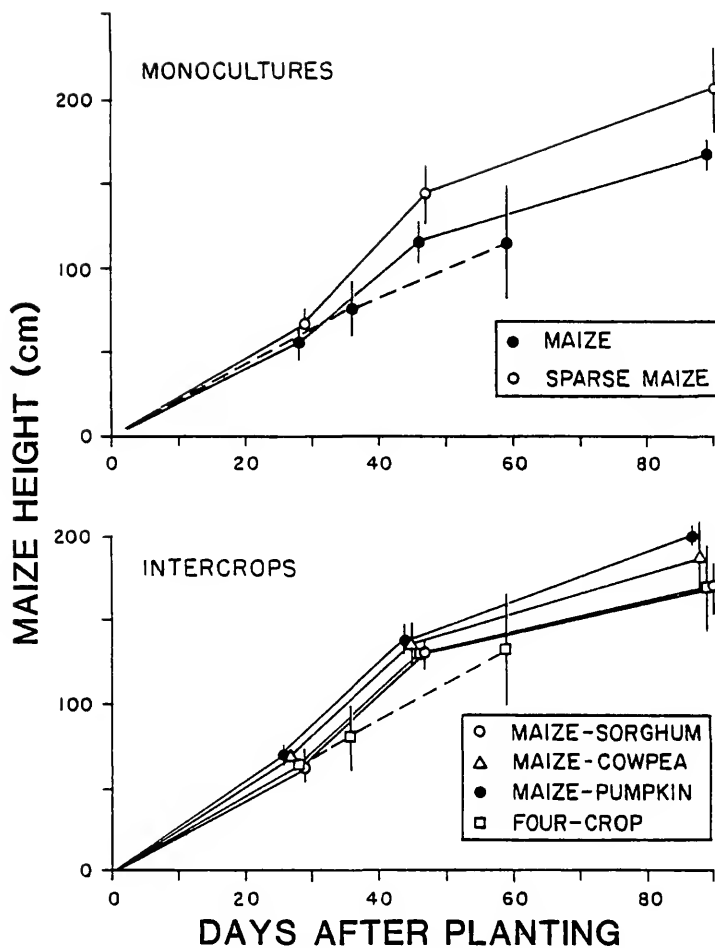 MONOCULTURES
200
100
0
0 20 40 60 80
MAIZE
SPARSE MAIZE
MAIZE HEIGHT (cm)
INTERCROPS
200
100
0
0 20 40 60 80
MAIZE-SORGHUM
MAIZE-COWPEA
MAIZE-PUMPKIN
FOUR-CROP
DAYS AFTER PLANTING